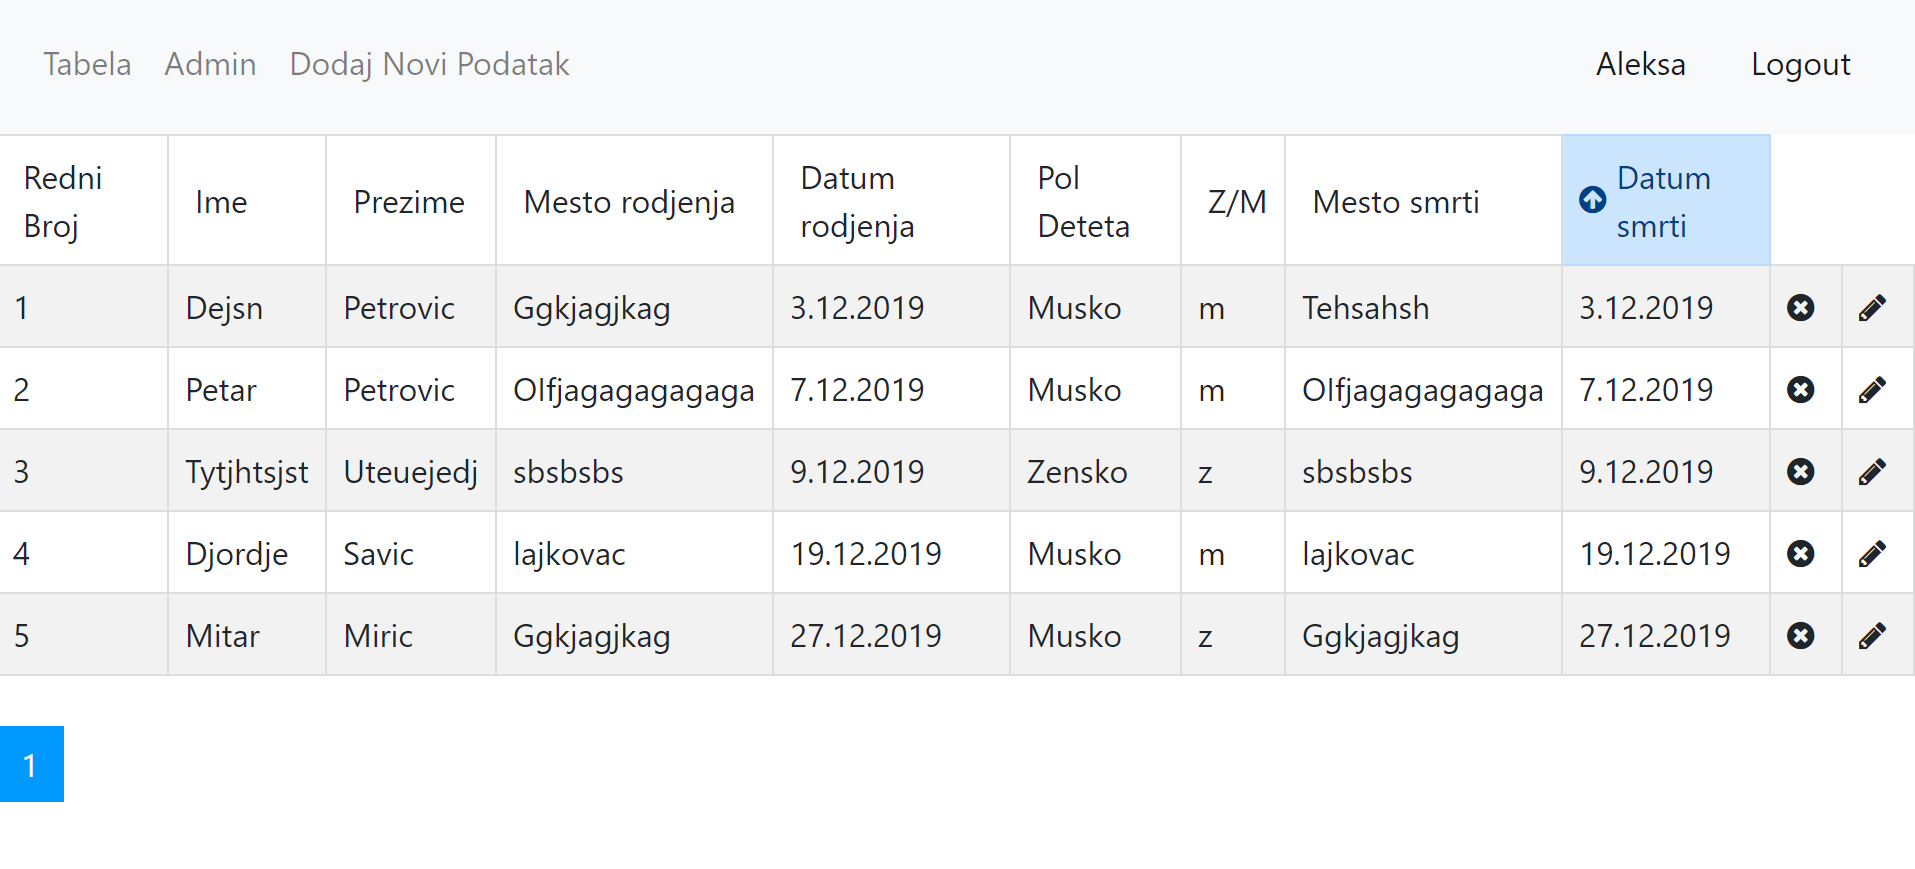 Tabela Admin Dodaj Novi Podatak Aleksa Logout
Redni Broj Ime Prezime Mesto rodjenja Datum rodjenja Pol Deteta Z/M Mesto smrti Datum smrti
1 Dejsn Petrovic Ggkjagjkag 3.12.2019 Musko m Tehsahsh 3.12.2019
2 Petar Petrovic Olfjagagagagaga 7.12.2019 Musko m Olfjagagagagaga 7.12.2019
3 Tytjhtsjst Uteuejedj sbsbsbs 9.12.2019 Zensko z sbsbsbs 9.12.2019
4 Djordje Savic lajkovac 19.12.2019 Musko m lajkovac 19.12.2019
5 Mitar Miric Ggkjagjkag 27.12.2019 Musko z Ggkjagjkag 27.12.2019
1